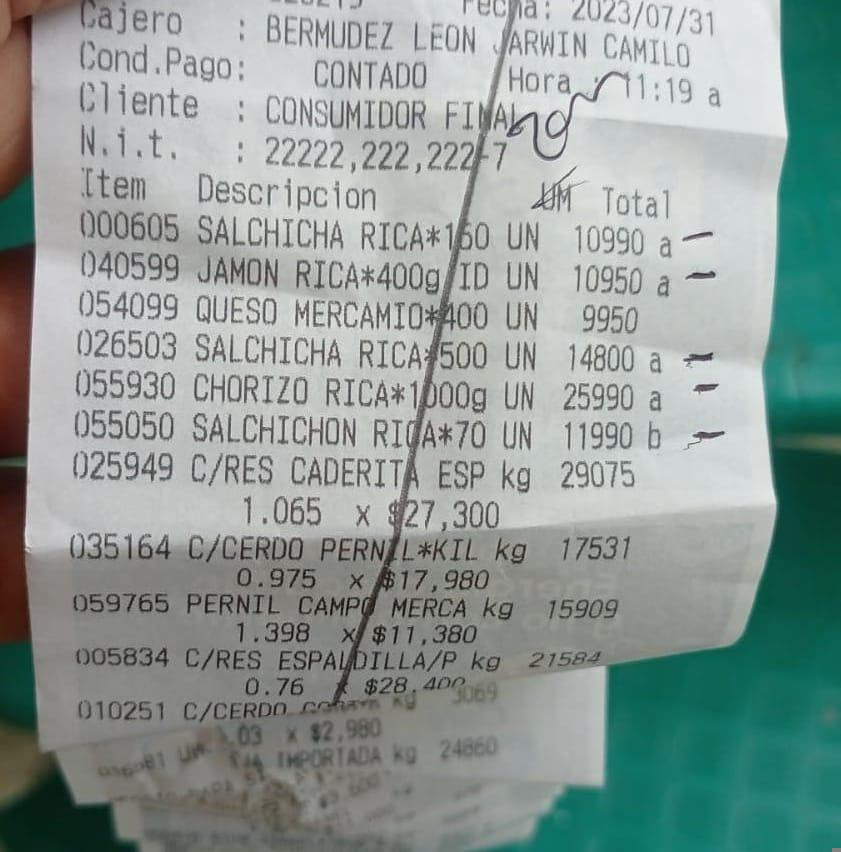 Fecha: 2023/07/31
Cajero : BERMUDEZ LEON JARWIN CAMILO
Cond.Pago: CONTADO Hora : 11:19 a
Cliente : CONSUMIDOR FINAL
N.i.t. : 22222,222,222-7
Item Descripcion UM Total
000605 SALCHICHA RICA*150 UN 10990 a
040599 JAMON RICA*400g ID UN 10950 a
054099 QUESO MERCAMIO*400 UN 9950
026503 SALCHICHA RICA*500 UN 14800 a
055930 CHORIZO RICA*1000g UN 25990 a
055050 SALCHICHON RICA*70 UN 11990 b
025949 C/RES CADERITA ESP kg 29075
1.065 x $27,300
035164 C/CERDO PERNIL*KIL kg 17531
0.975 x $17,980
059765 PERNIL CAMPO MERCA kg 15909
1.398 x $11,380
005834 C/RES ESPALDILLA/P kg 21584
0.76 x $28,400
010251 C/CERDO kg 3069
.03 x $2,980
IMPORTADA kg 24860